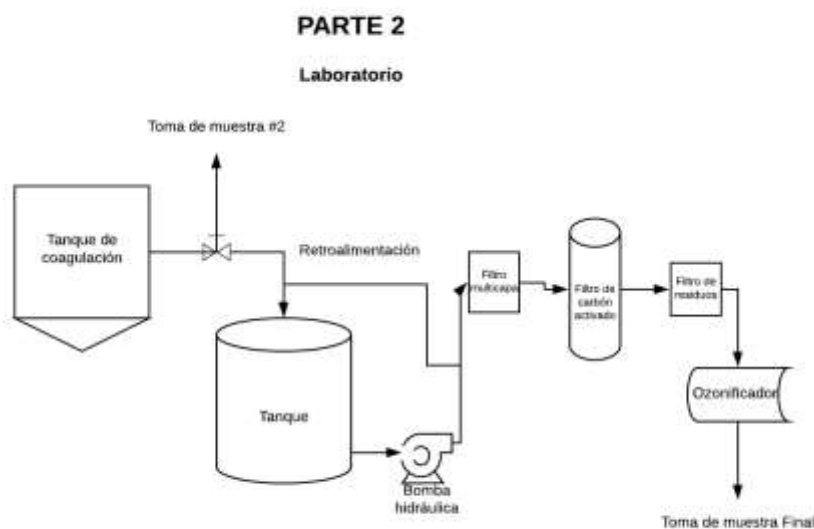 PARTE 2
Laboratorio
Toma de muestra #2
Tanque de
coagulación
Retroalimentación
Filtro
multicapa
Filtro de
carbón
activado
Filtro de
residuos
Ozonificador
Tanque
Bomba
hidráulica
Toma de muestra Final